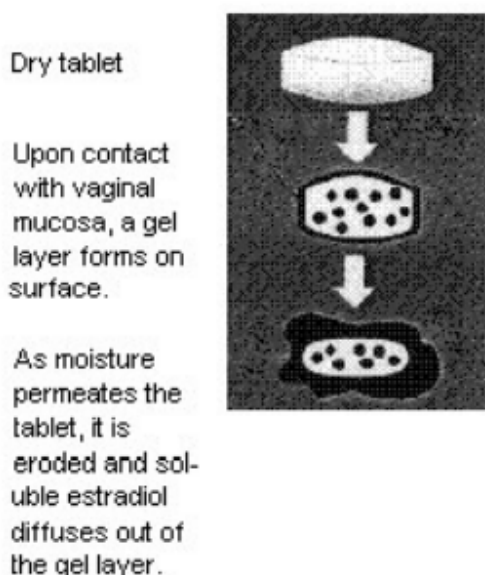 Dry tablet
Upon contact
with vaginal
mucosa, a gel
layer forms on
surface.
As moisture
permeates the
tablet, it is
eroded and sol-
uble estradiol
diffuses out of
the gel layer.